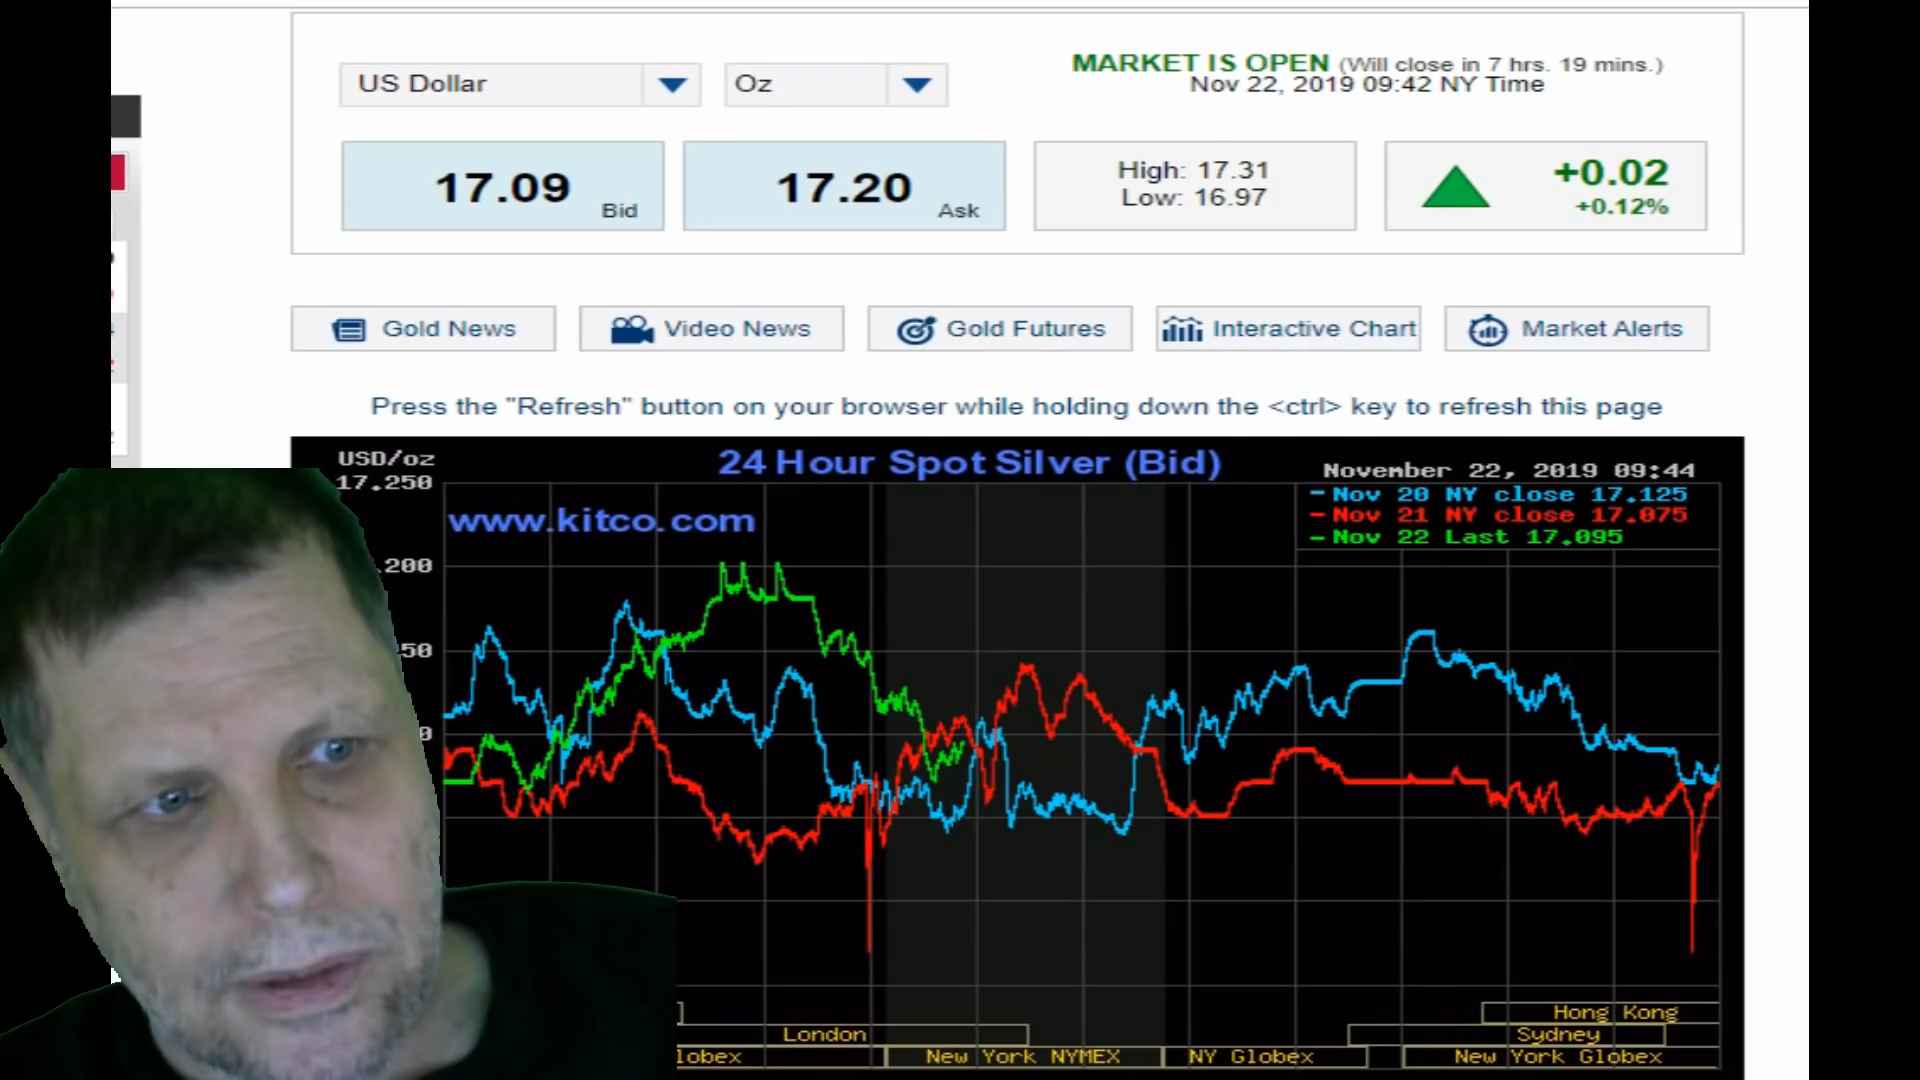 US Dollar
Oz
MARKET IS OPEN (Will close in 7 hrs. 19 mins.)
Nov 22, 2019 09:42 NY Time
17.09 Bid
17.20 Ask
High: 17.31
Low: 16.97
+0.02
+0.12%
Gold News
Video News
Gold Futures
Interactive Chart
Market Alerts
Press the "Refresh" button on your browser while holding down the <ctrl> key to refresh this page
USD/oz
24 Hour Spot Silver (Bid)
November 22, 2019 09:44
17.250
www.kitco.com
Nov 20 NY close 17.125
Nov 21 NY close 17.075
Nov 22 Last 17.095
.200
50
0
Hong Kong
London
Sydney
lobex
New York NYMEX
NY Globex
New York Globex